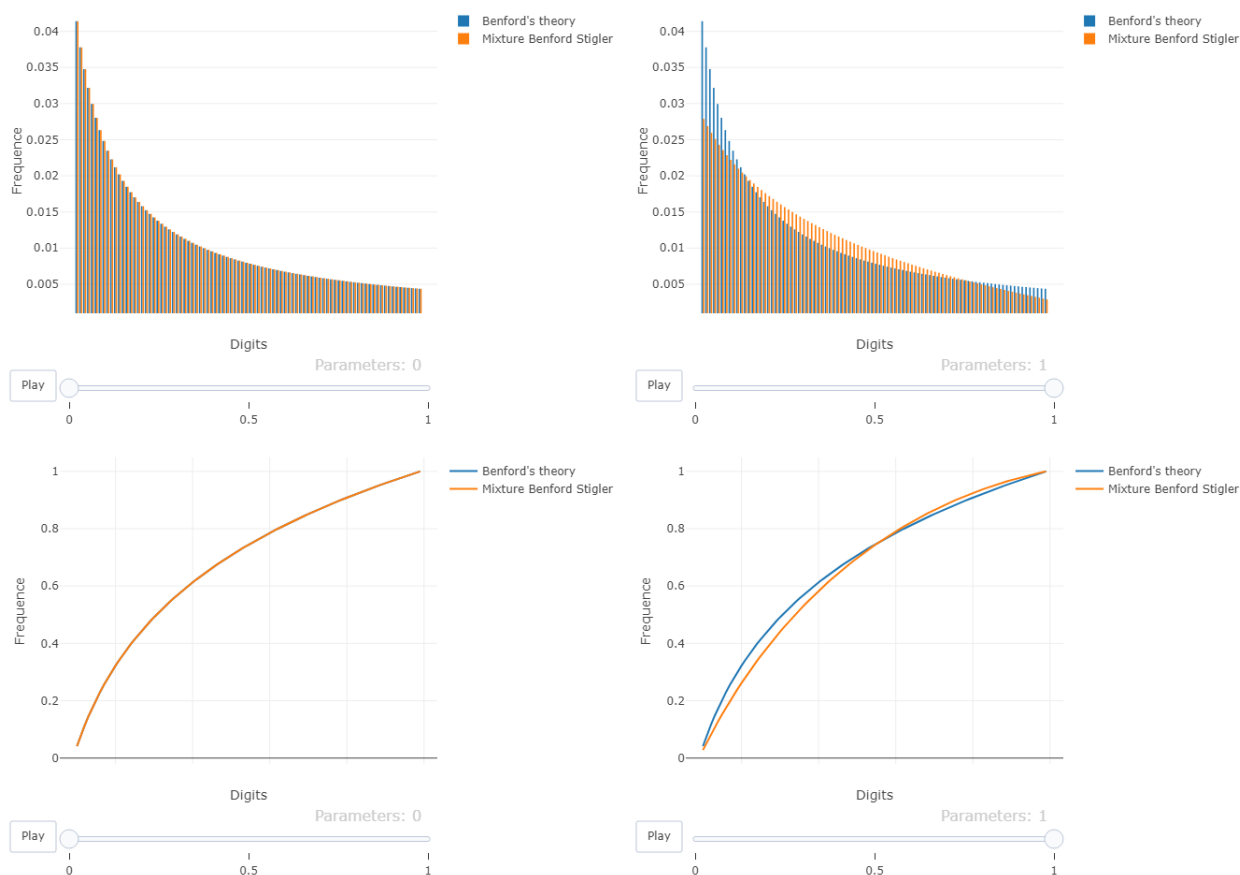 0.04
0.035
0.03
0.025
0.02
0.015
0.01
0.005
Frequence
Digits
Benford's theory
Mixture Benford Stigler
Parameters: 0
Play
0
0.5
1
0.04
0.035
0.03
0.025
0.02
0.015
0.01
0.005
Frequence
Digits
Benford's theory
Mixture Benford Stigler
Parameters: 1
Play
0
0.5
1
1
0.8
0.6
0.4
0.2
0
Frequence
Digits
Benford's theory
Mixture Benford Stigler
Parameters: 0
Play
0
0.5
1
1
0.8
0.6
0.4
0.2
0
Frequence
Digits
Benford's theory
Mixture Benford Stigler
Parameters: 1
Play
0
0.5
1